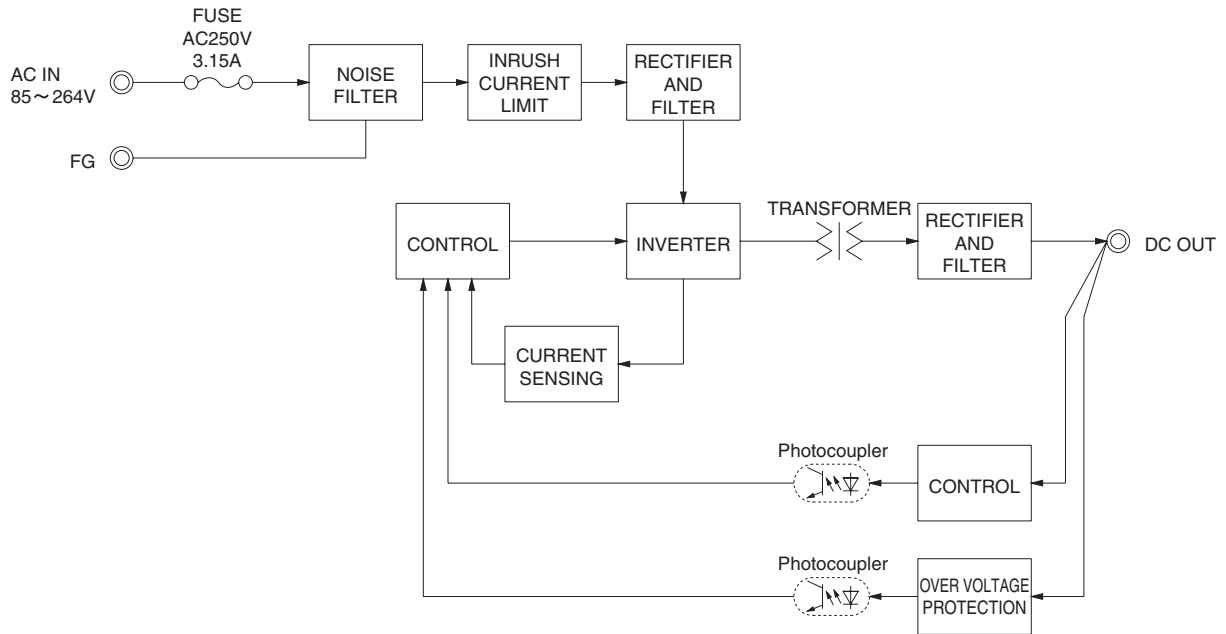 FUSE
AC250V
3.15A
AC IN
85～264V
FG
NOISE
FILTER
INRUSH
CURRENT
LIMIT
RECTIFIER
AND
FILTER
CONTROL
INVERTER
TRANSFORMER
RECTIFIER
AND
FILTER
DC OUT
CURRENT
SENSING
Photocoupler
CONTROL
Photocoupler
OVER VOLTAGE
PROTECTION